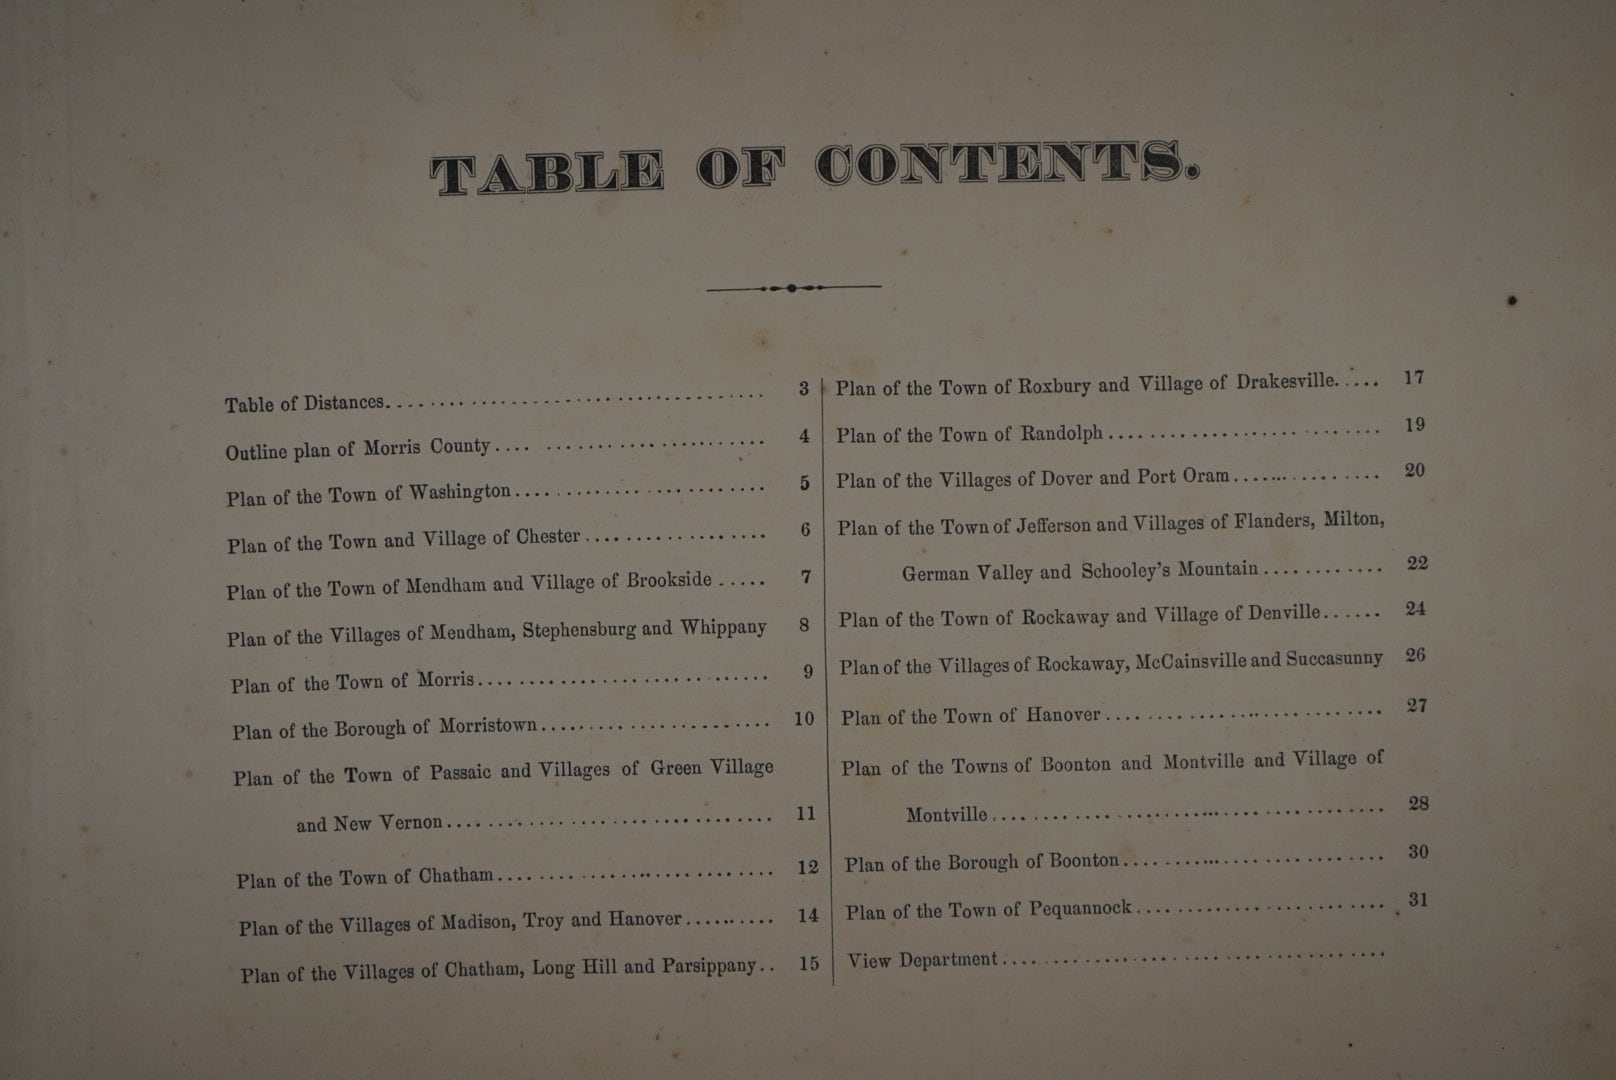 TABLE OF CONTENTS.
Table of Distances........................................ 3
Outline plan of Morris County.......................... 4
Plan of the Town of Washington........................ 5
Plan of the Town and Village of Chester.................. 6
Plan of the Town of Mendham and Village of Brookside ..... 7
Plan of the Villages of Mendham, Stephensburg and Whippany 8
Plan of the Town of Morris............................. 9
Plan of the Borough of Morristown....................... 10
Plan of the Town of Passaic and Villages of Green Village
and New Vernon................................ 11
Plan of the Town of Chatham........................... 12
Plan of the Villages of Madison, Troy and Hanover.......... 14
Plan of the Villages of Chatham, Long Hill and Parsippany.. 15
Plan of the Town of Roxbury and Village of Drakesville..... 17
Plan of the Town of Randolph........................... 19
Plan of the Villages of Dover and Port Oram............... 20
Plan of the Town of Jefferson and Villages of Flanders, Milton,
German Valley and Schooley's Mountain............ 22
Plan of the Town of Rockaway and Village of Denville...... 24
Plan of the Villages of Rockaway, McCainsville and Succasunny 26
Plan of the Town of Hanover............................ 27
Plan of the Towns of Boonton and Montville and Village of
Montville...................................... 28
Plan of the Borough of Boonton.......................... 30
Plan of the Town of Pequannock......................... 31
View Department......................................